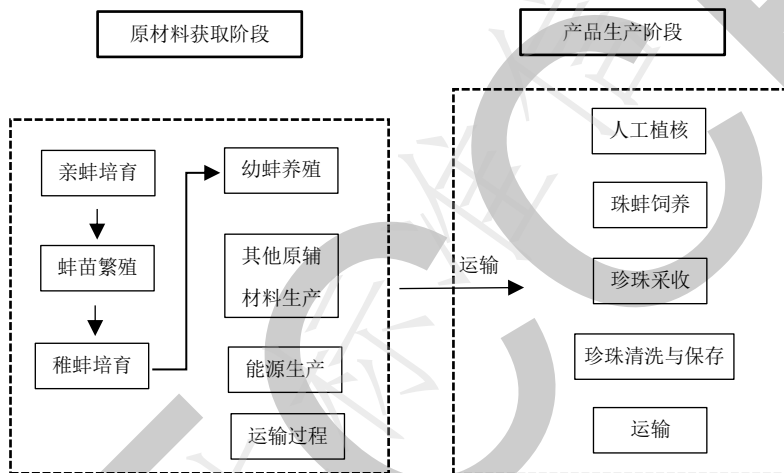 原材料获取阶段
产品生产阶段
亲蚌培育
蚌苗繁殖
稚蚌培育
幼蚌养殖
其他原辅
材料生产
能源生产
运输过程
运输
人工植核
珠蚌饲养
珍珠采收
珍珠清洗与保存
运输